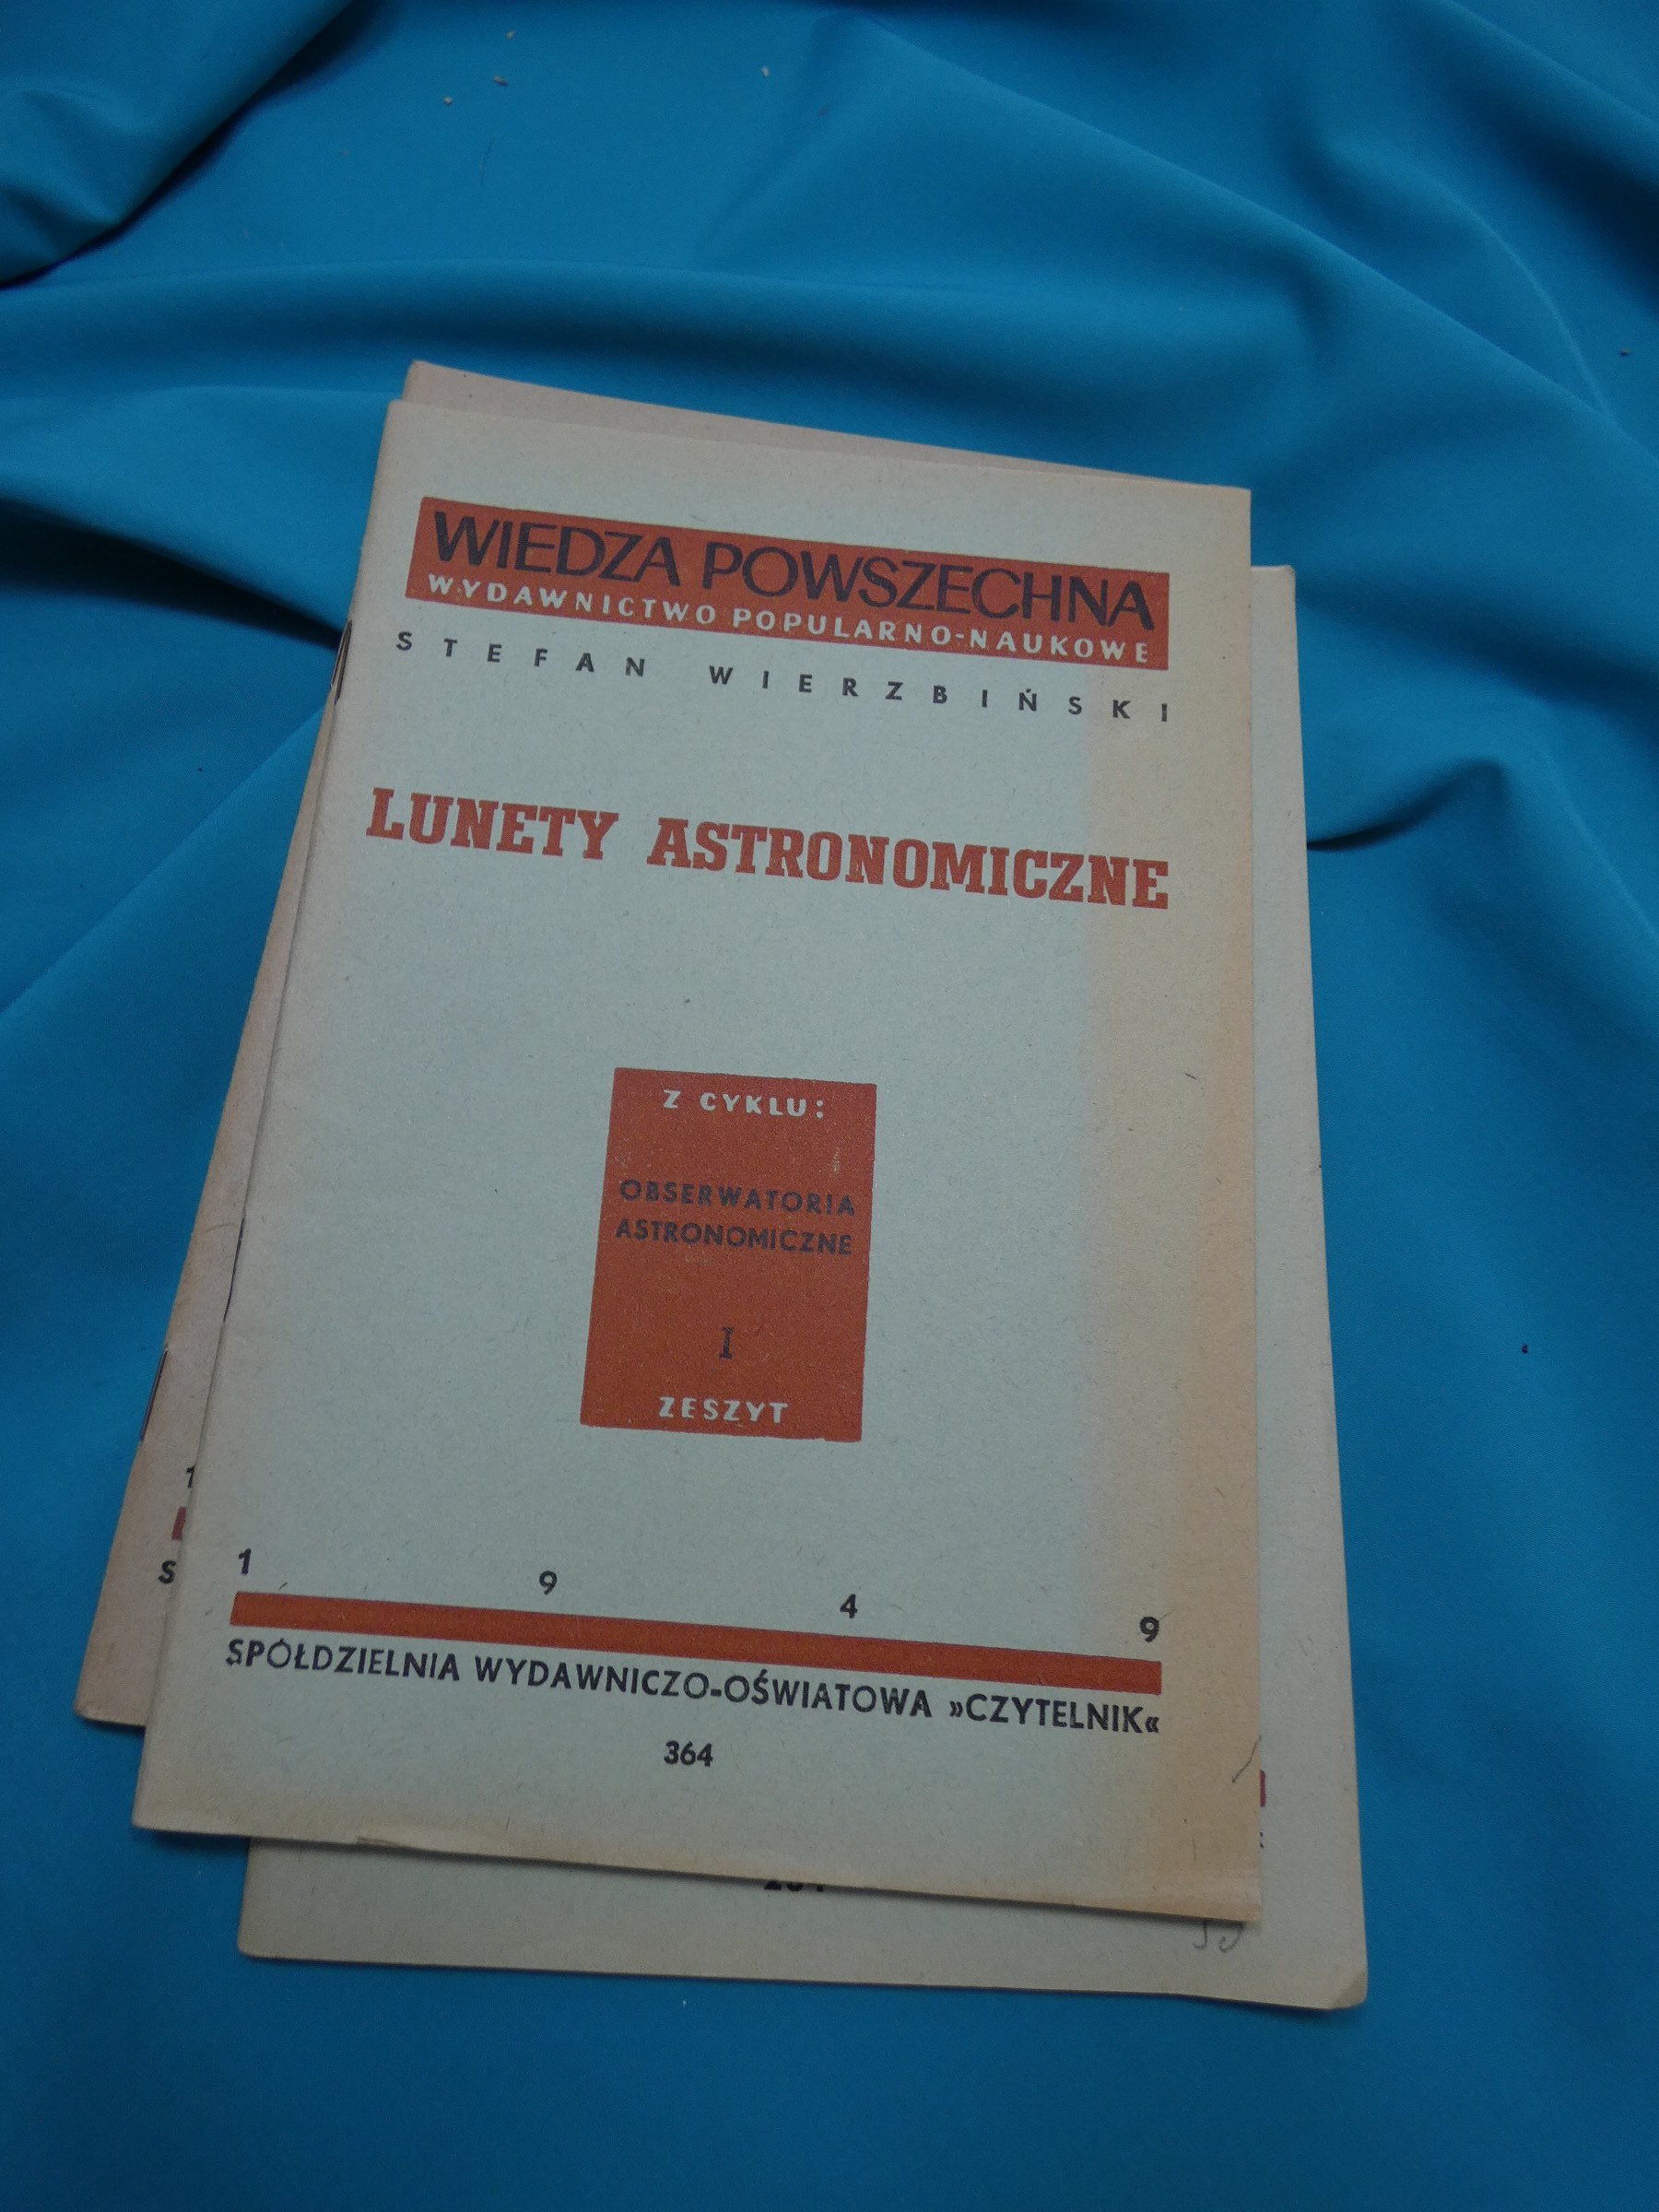 WIEDZA POWSZECHNA
WYDAWNICTWO POPULARNO-NAUKOWE
STEFAN WIERZBIŃSKI
LUNETY ASTRONOMICZNE
Z CYKLU:
OBSERWATORIA
ASTRONOMICZNE
I
ZESZYT
1 9 4 9
SPÓŁDZIELNIA WYDAWNICZO-OŚWIATOWA »CZYTELNIK«
364